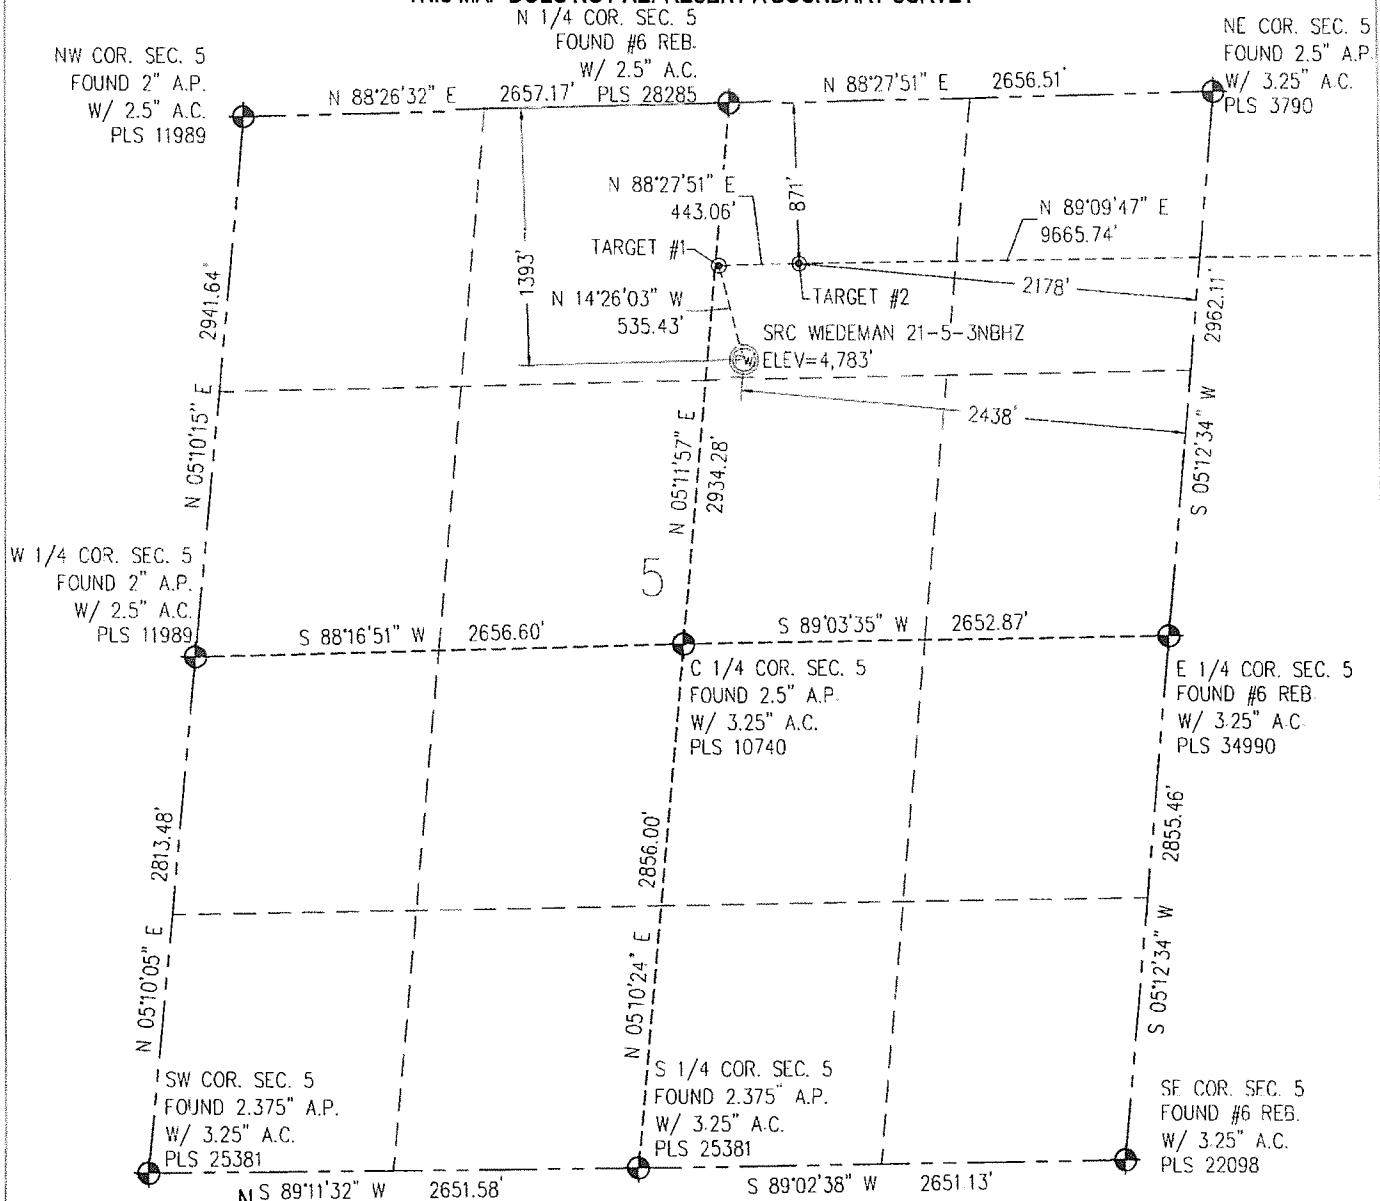 N 1/4 COR. SEC. 5
FOUND #6 REB.
W/ 2.5" A.C.
PLS 28285
NE COR. SEC. 5
FOUND 2.5" A.P.
W/ 3.25" A.C.
PLS 3790
NW COR. SEC. 5
FOUND 2" A.P.
W/ 2.5" A.C.
PLS 11989
N 88°26'32" E 2657.17'
N 88°27'51" E 2656.51'
N 88°27'51" E
443.06'
871'
N 89°09'47" E
9665.74'
TARGET #1
1393'
TARGET #2
2178'
N 14°26'03" W
535.43'
SRC WIEDEMAN 21-5-3NBHZ
ELEV=4,783'
2438'
N 05°10'15" E 2941.64'
N 05°11'57" E
2934.28'
S 05°12'34" W 2962.11'
W 1/4 COR. SEC. 5
FOUND 2" A.P.
W/ 2.5" A.C.
PLS 11989
5
S 88°16'51" W 2656.60'
S 89°03'35" W 2652.87'
C 1/4 COR. SEC. 5
FOUND 2.5" A.P.
W/ 3.25" A.C.
PLS 10740
E 1/4 COR. SEC. 5
FOUND #6 REB.
W/ 3.25" A.C.
PLS 34990
N 05°10'05" E 2813.48'
N 05°10'24" E 2856.00'
S 05°12'34" W 2855.46'
SW COR. SEC. 5
FOUND 2.375" A.P.
W/ 3.25" A.C.
PLS 25381
S 1/4 COR. SEC. 5
FOUND 2.375" A.P.
W/ 3.25" A.C.
PLS 25381
SE COR. SEC. 5
FOUND #6 REB.
W/ 3.25" A.C.
PLS 22098
S 89°11'32" W 2651.58'
S 89°02'38" W 2651.13'